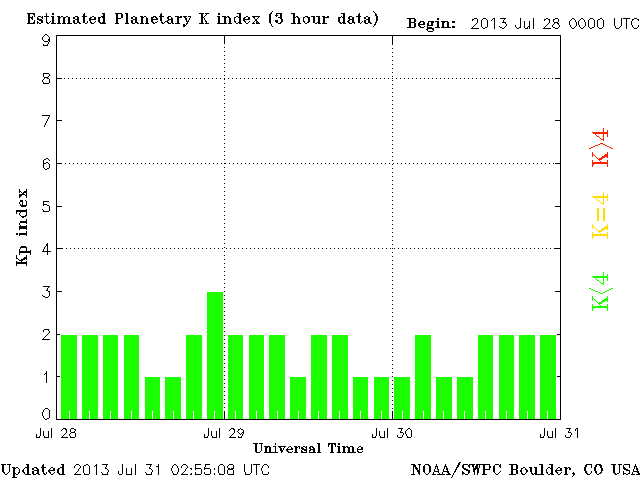 Estimated Planetary K index (3 hour data) Begin: 2013 Jul 28 0000 UTC
9
8
7
6
5
4
3
2
1
0
Kp index
K>4
K=4
K<4
Jul 28 Jul 29 Jul 30 Jul 31
Universal Time
Updated 2013 Jul 31 02:55:08 UTC NOAA/SWPC Boulder, CO USA